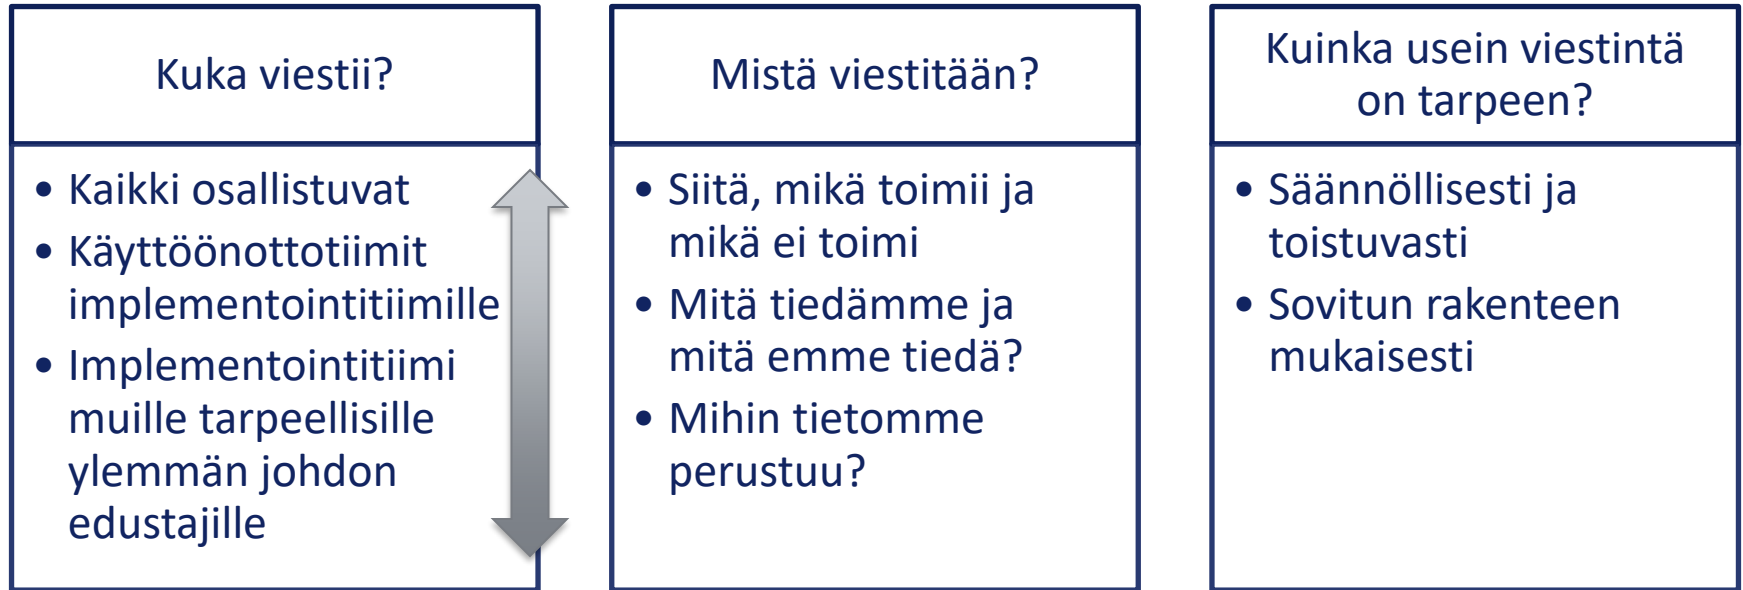 Kuka viestii?
• Kaikki osallistuvat
• Käyttöönottotiimit
implementointitiimille
• Implementointitiimi
muille tarpeellisille
ylemmän johdon
edustajille
Mistä viestitään?
• Siitä, mikä toimii ja
mikä ei toimi
• Mitä tiedämme ja
mitä emme tiedä?
• Mihin tietomme
perustuu?
Kuinka usein viestintä
on tarpeen?
• Säännöllisesti ja
toistuvasti
• Sovitun rakenteen
mukaisesti